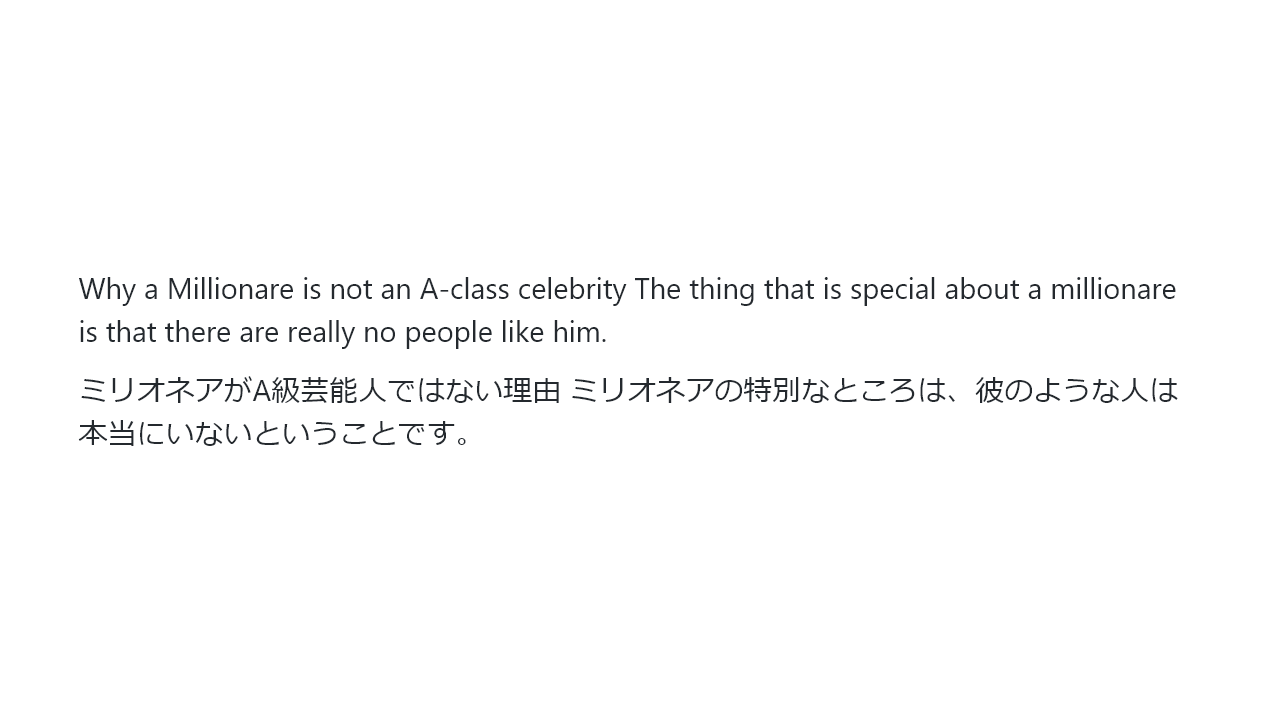 Why a Millionare is not an A-class celebrity The thing that is special about a millionare
is that there are really no people like him.
ミリオネアがA級芸能人ではない理由 ミリオネアの特別なところは、彼のような人は
本当にいないということです。